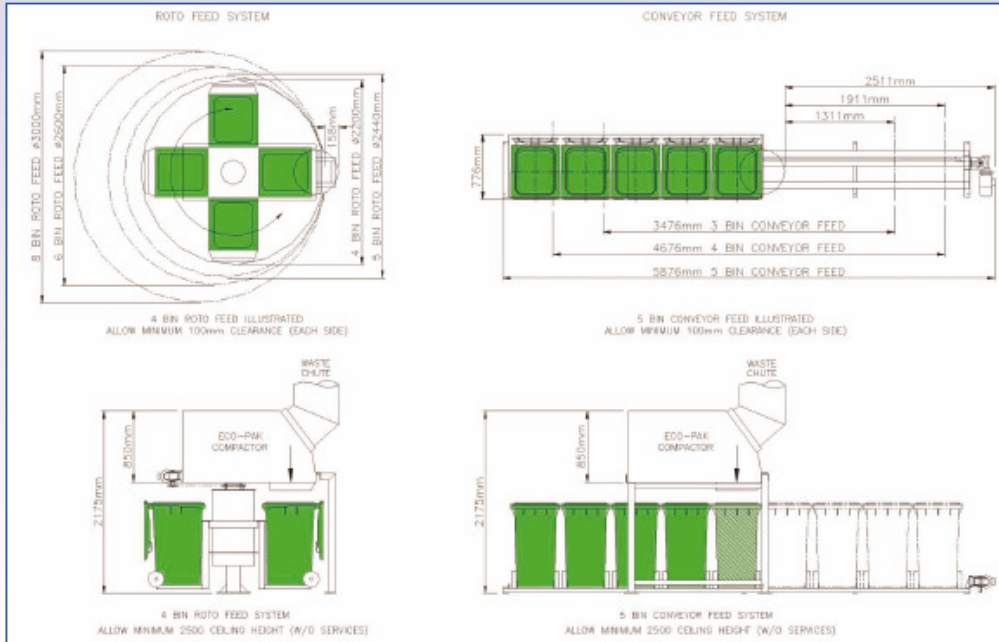 ROTO FEED SYSTEM
8 BIN ROTO FEED ø3000mm
6 BIN ROTO FEED ø2600mm
158mm
4 BIN ROTO FEED ø2200mm
5 BIN ROTO FEED ø2440mm
4 BIN ROTO FEED ILLUSTRATED
ALLOW MINIMUM 100mm CLEARANCE (EACH SIDE)
CONVEYOR FEED SYSTEM
2511mm
1911mm
1311mm
776mm
3476mm 3 BIN CONVEYOR FEED
4676mm 4 BIN CONVEYOR FEED
5876mm 5 BIN CONVEYOR FEED
5 BIN CONVEYOR FEED ILLUSTRATED
ALLOW MINIMUM 100mm CLEARANCE (EACH SIDE)
WASTE
CHUTE
ECO-PAK
COMPACTOR
850mm
2175mm
4 BIN ROTO FEED SYSTEM
ALLOW MINIMUM 2500 CEILING HEIGHT (W/O SERVICES)
WASTE
CHUTE
ECO-PAK
COMPACTOR
850mm
2175mm
5 BIN CONVEYOR FEED SYSTEM
ALLOW MINIMUM 2500 CEILING HEIGHT (W/O SERVICES)